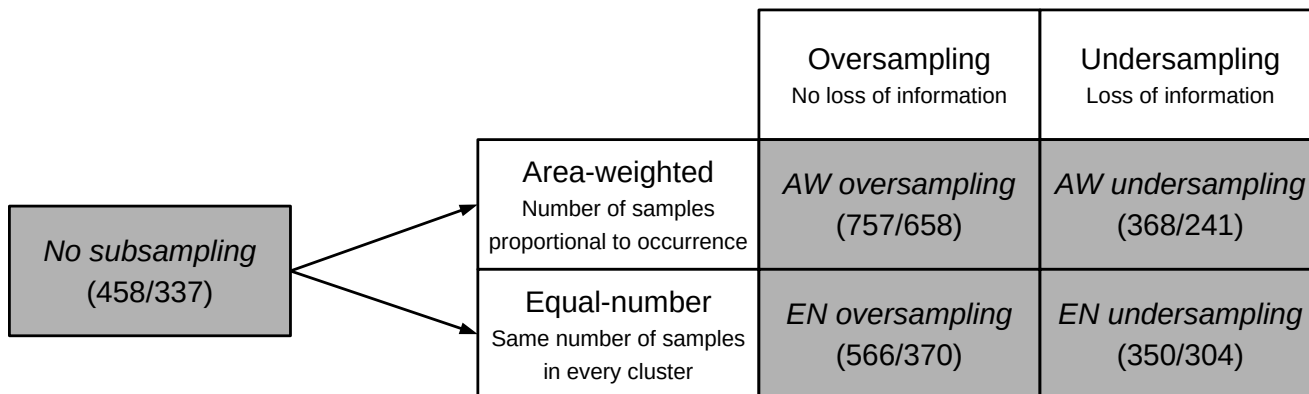 Oversampling
No loss of information
Undersampling
Loss of information
No subsampling
(458/337)
Area-weighted
Number of samples
proportional to occurrence
AW oversampling
(757/658)
AW undersampling
(368/241)
Equal-number
Same number of samples
in every cluster
EN oversampling
(566/370)
EN undersampling
(350/304)